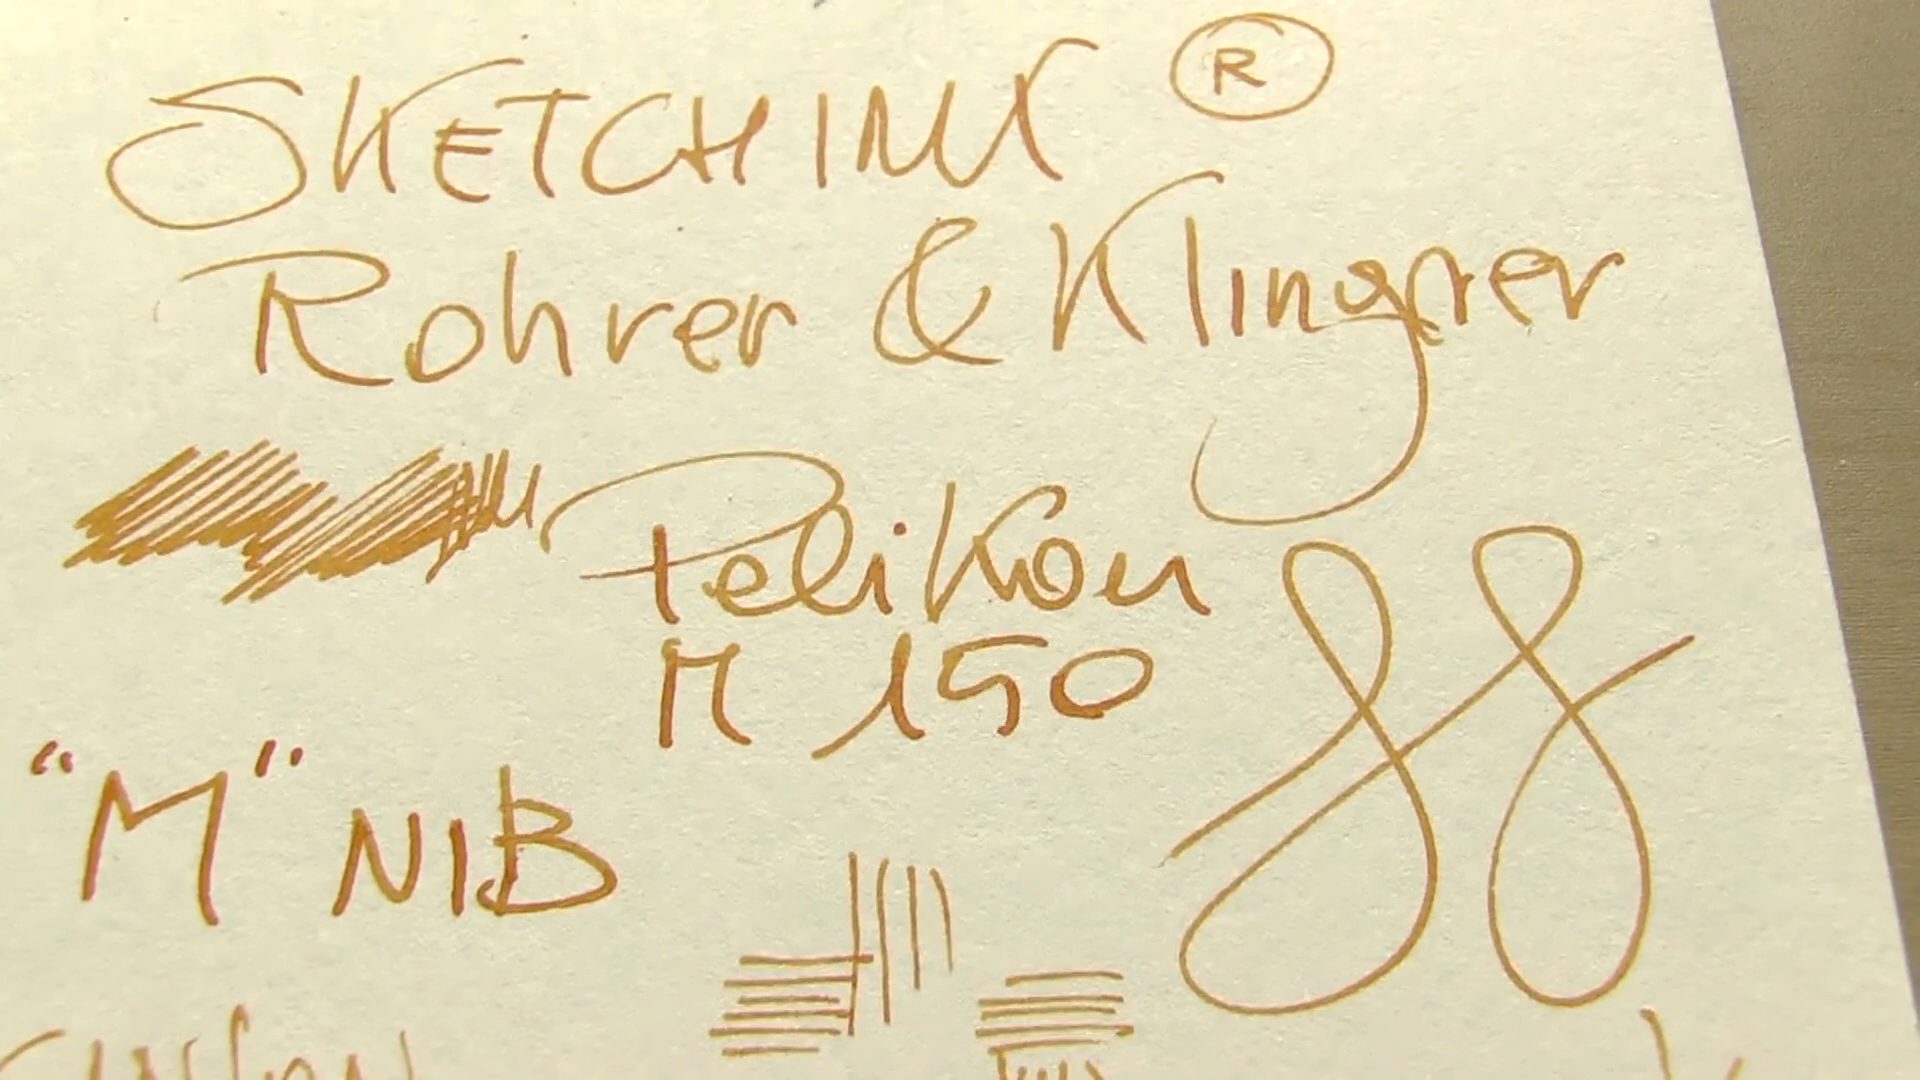 SKETCHINK ®
Rohrer & Klingner
Pelikan
M 150
"M" NIB